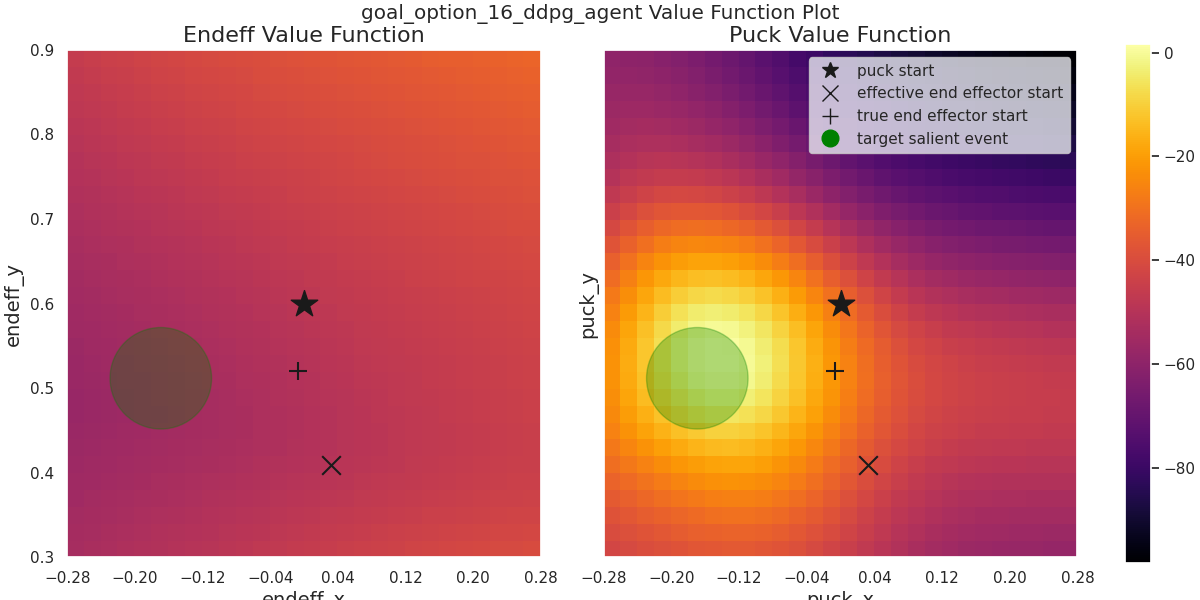 goal_option_16_ddpg_agent Value Function Plot
Endeff Value Function
Puck Value Function
0.9
0.8
0.7
0.6
0.5
0.4
0.3
endeff_y
−0.28 −0.20 −0.12 −0.04 0.04 0.12 0.20 0.28
endeff_x
puck_y
puck start
effective end effector start
true end effector start
target salient event
−0.28 −0.20 −0.12 −0.04 0.04 0.12 0.20 0.28
puck_x
0
−20
−40
−60
−80